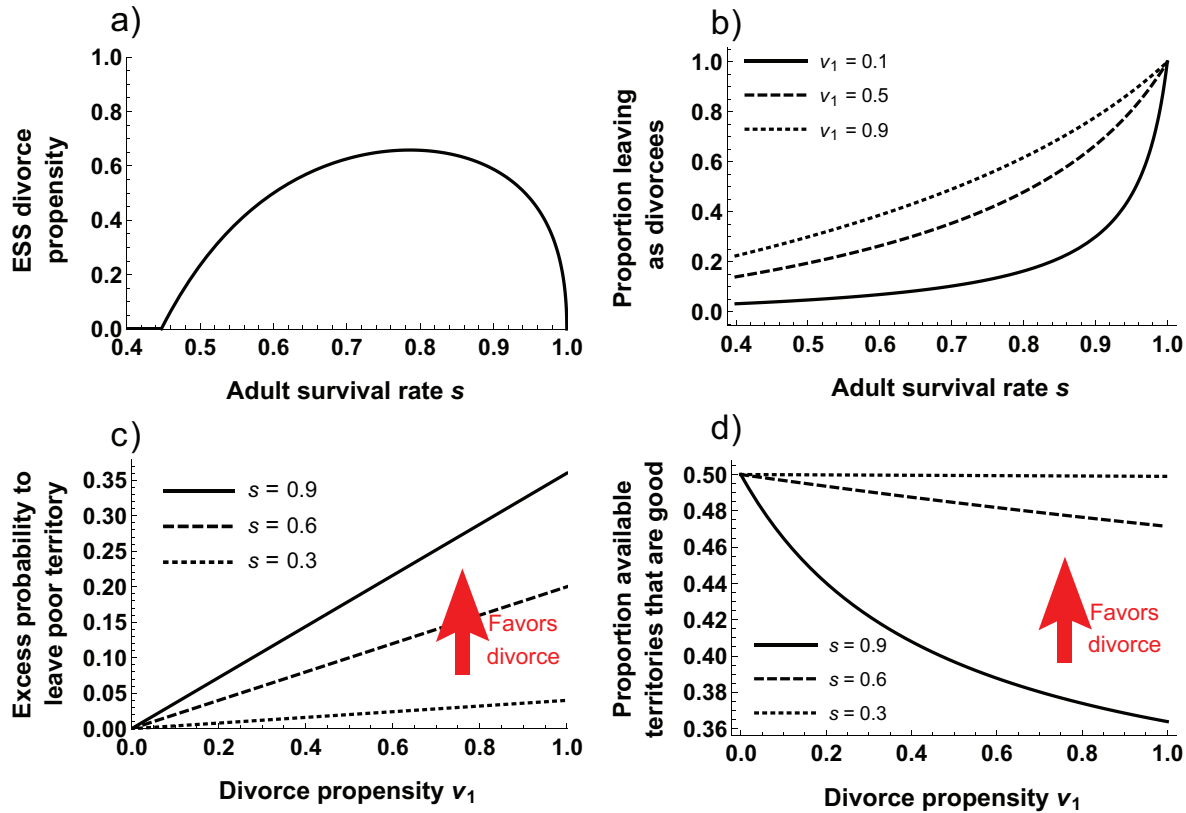 a)
ESS divorce
propensity
1.0
0.8
0.6
0.4
0.2
0.0
0.4 0.5 0.6 0.7 0.8 0.9 1.0
Adult survival rate s
b)
Proportion leaving
as divorcees
1.0
0.8
0.6
0.4
0.2
0.0
v₁ = 0.1
v₁ = 0.5
v₁ = 0.9
0.4 0.5 0.6 0.7 0.8 0.9 1.0
Adult survival rate s
c)
Excess probability to
leave poor territory
0.35
0.30
0.25
0.20
0.15
0.10
0.05
0.00
s = 0.9
s = 0.6
s = 0.3
Favors
divorce
0.0 0.2 0.4 0.6 0.8 1.0
Divorce propensity v₁
d)
Proportion available
territories that are good
0.50
0.48
0.46
0.44
0.42
0.40
0.38
0.36
Favors
divorce
s = 0.9
s = 0.6
s = 0.3
0.0 0.2 0.4 0.6 0.8 1.0
Divorce propensity v₁